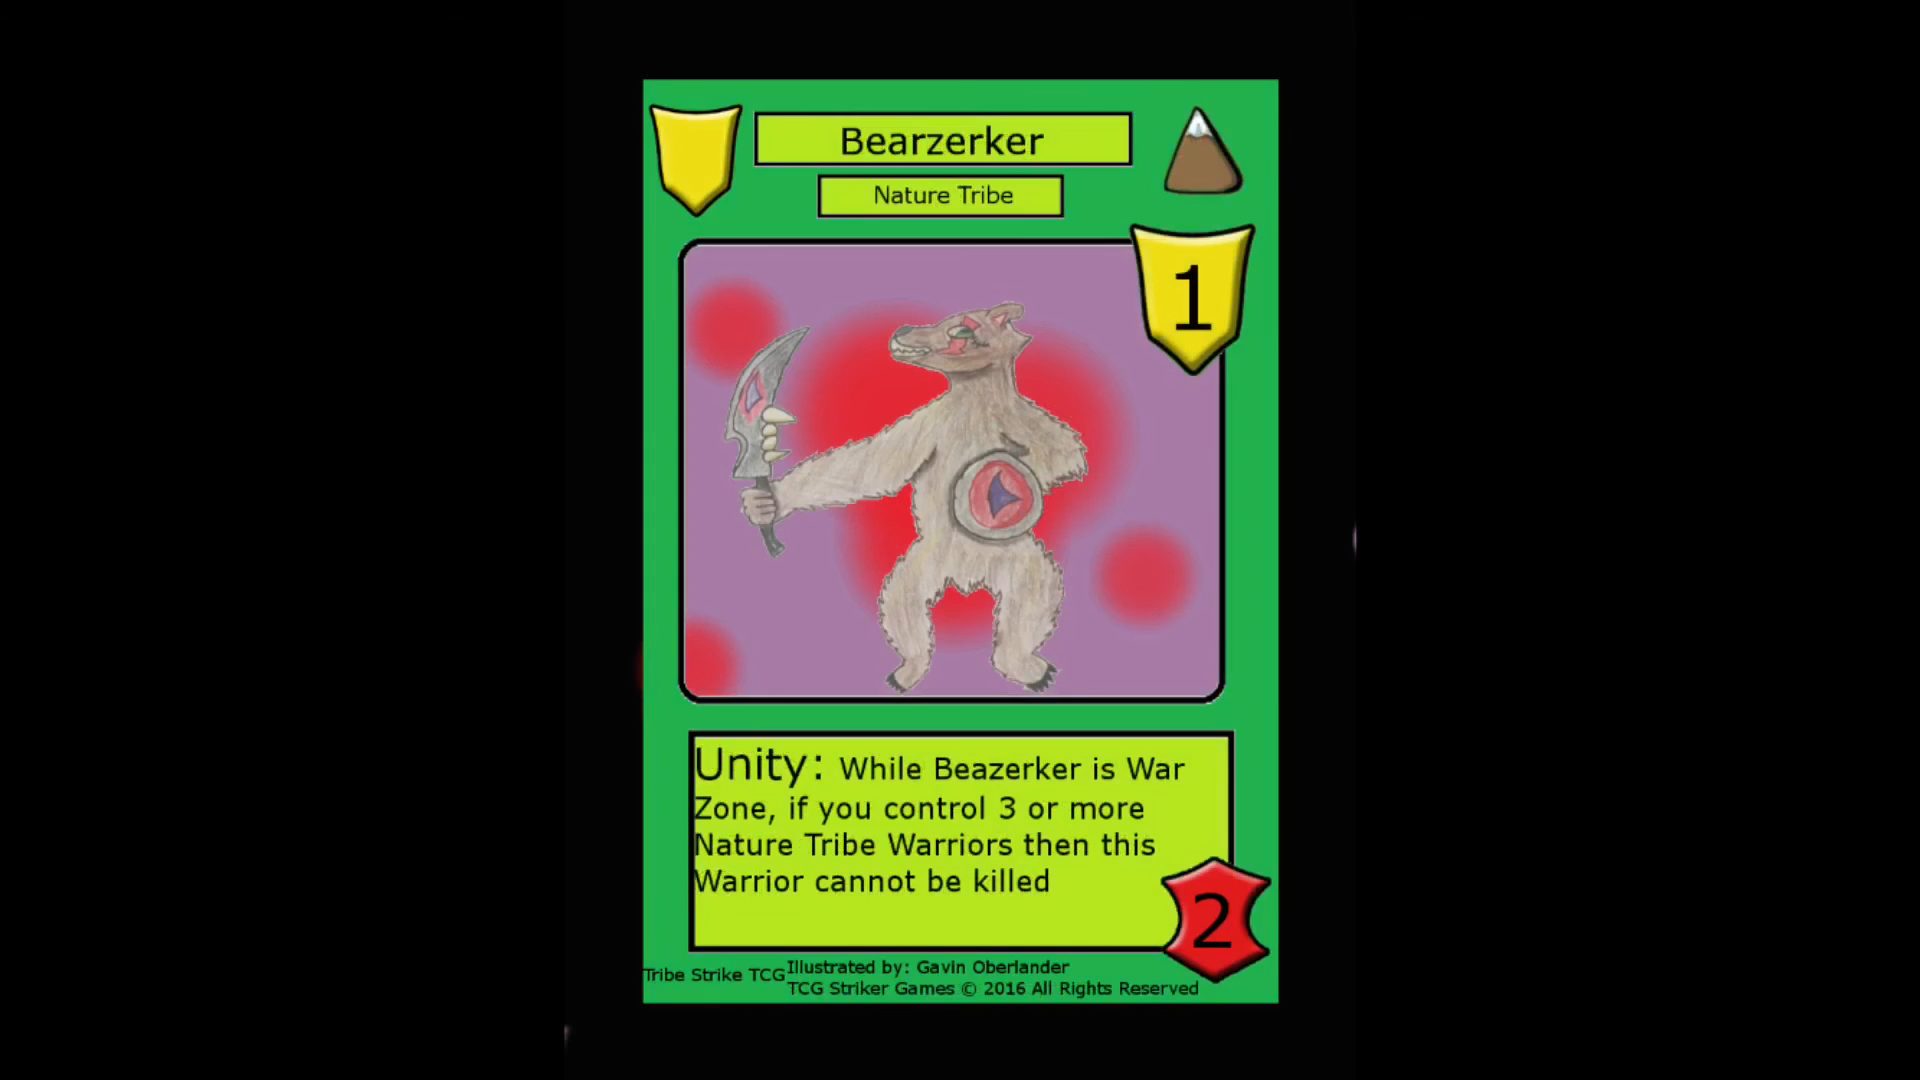 Bearzerker
Nature Tribe
1
Unity: While Beazerker is War
Zone, if you control 3 or more
Nature Tribe Warriors then this
Warrior cannot be killed
2
Tribe Strike TCG
Illustrated by: Gavin Oberlander
TCG Striker Games © 2016 All Rights Reserved